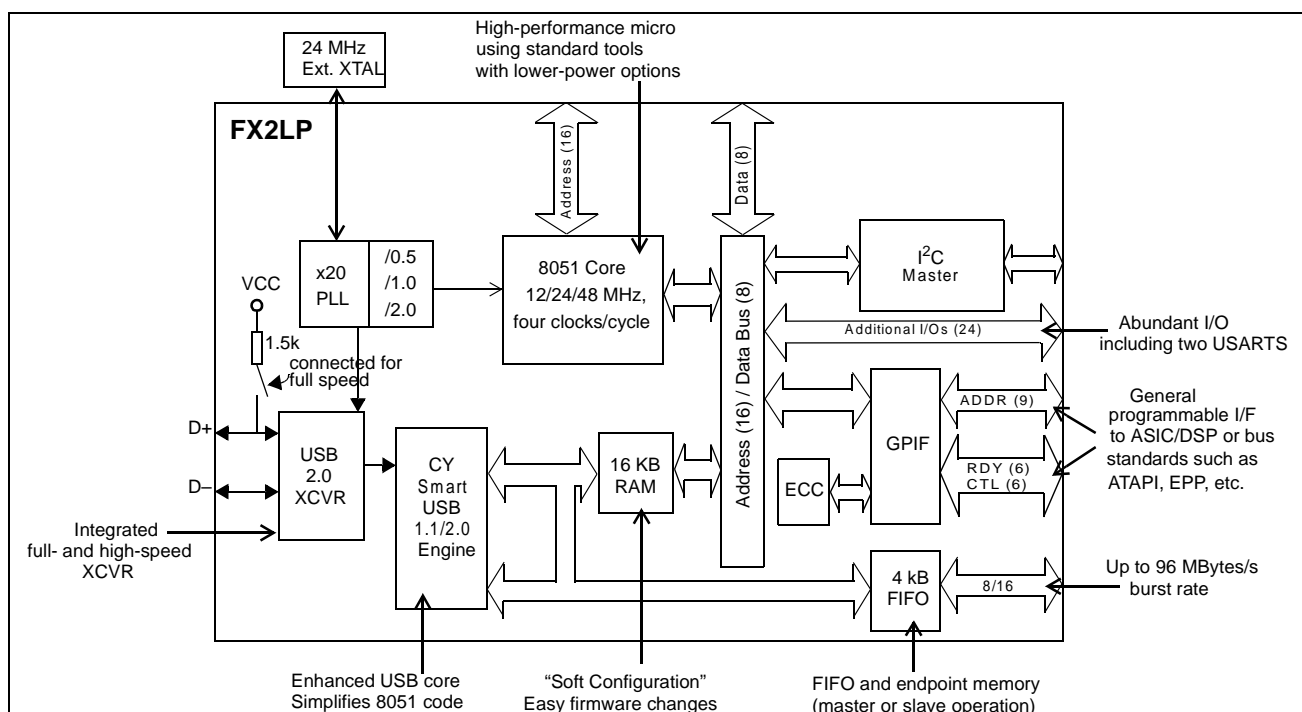 High-performance micro
using standard tools
with lower-power options
24 MHz
Ext. XTAL
FX2LP
Address (16)
Data (8)
x20
PLL
/0.5
/1.0
/2.0
8051 Core
12/24/48 MHz,
four clocks/cycle
I2C
Master
VCC
1.5k
connected for
full speed
Address (16) / Data Bus (8)
Additional I/Os (24)
Abundant I/O
including two USARTS
D+
D–
USB
2.0
XCVR
CY
Smart
USB
1.1/2.0
Engine
16 KB
RAM
ECC
GPIF
ADDR (9)
RDY (6)
CTL (6)
General
programmable I/F
to ASIC/DSP or bus
standards such as
ATAPI, EPP, etc.
Integrated
full- and high-speed
XCVR
4 kB
FIFO
8/16
Up to 96 MBytes/s
burst rate
Enhanced USB core
Simplifies 8051 code
“Soft Configuration”
Easy firmware changes
FIFO and endpoint memory
(master or slave operation)